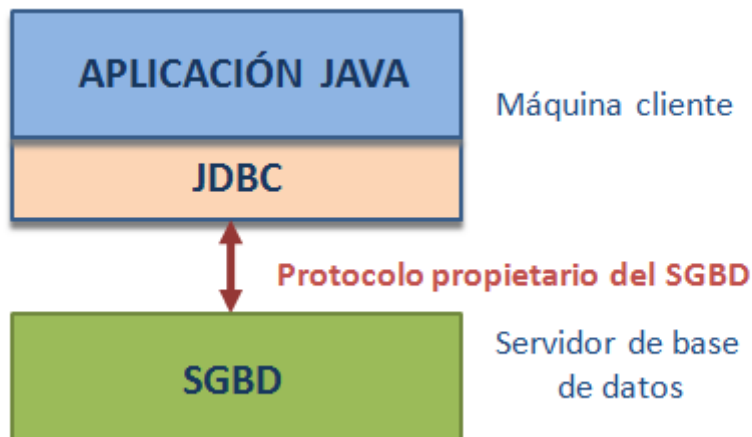 APLICACIÓN JAVA
Máquina cliente
JDBC
Protocolo propietario del SGBD
SGBD
Servidor de base
de datos